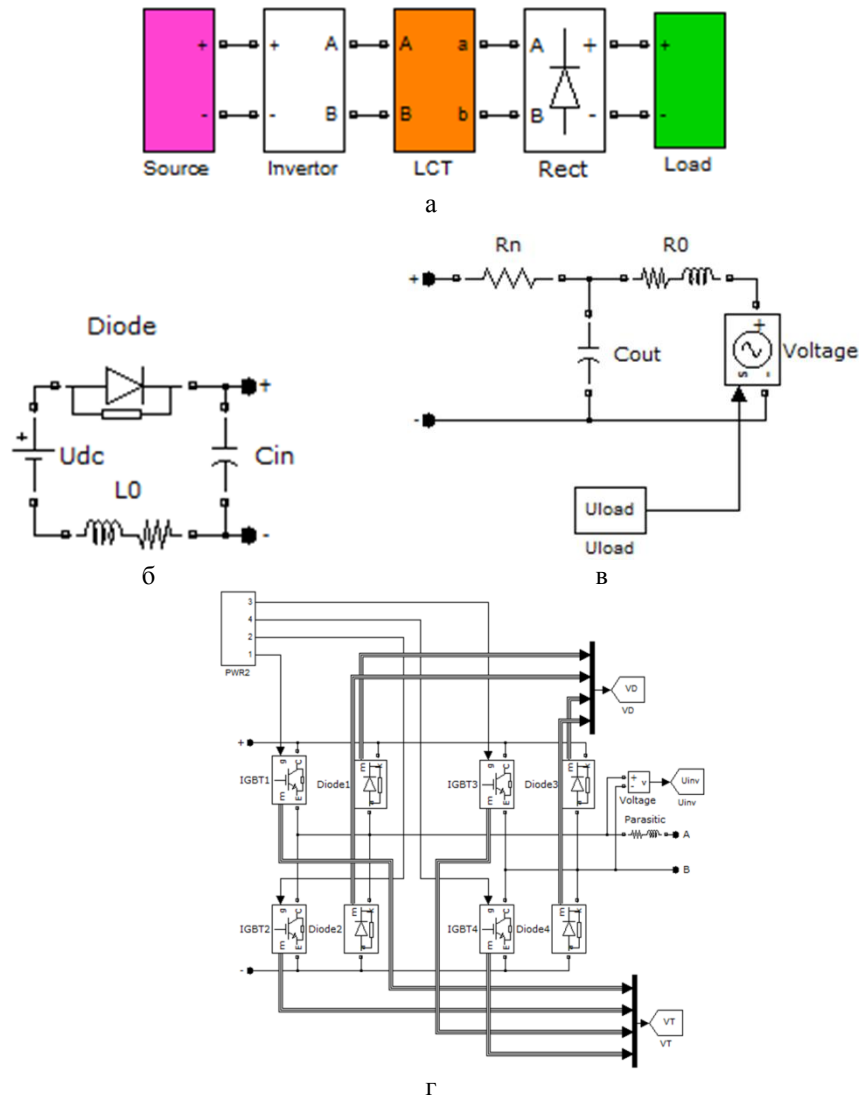 + + A A a A + +
- - B B b B - -
Source Invertor LCT Rect Load
а
Diode
+
+
Udc
Cin
L0
-
б
Rn R0
+
+
Cout
Voltage
s -
-
Uload
Uload
в
3
4
2
1
PWR2
VD
VD
+
g C
IGBT1
m E
m k
Diode1
a
g C
IGBT3
m E
m k
Diode3
a
+
-
v
Voltage
Uinv
Uinv
Parasitic
A
B
g C
IGBT2
m E
m k
Diode2
a
g C
IGBT4
m E
m k
Diode4
a
-
VT
VT
г